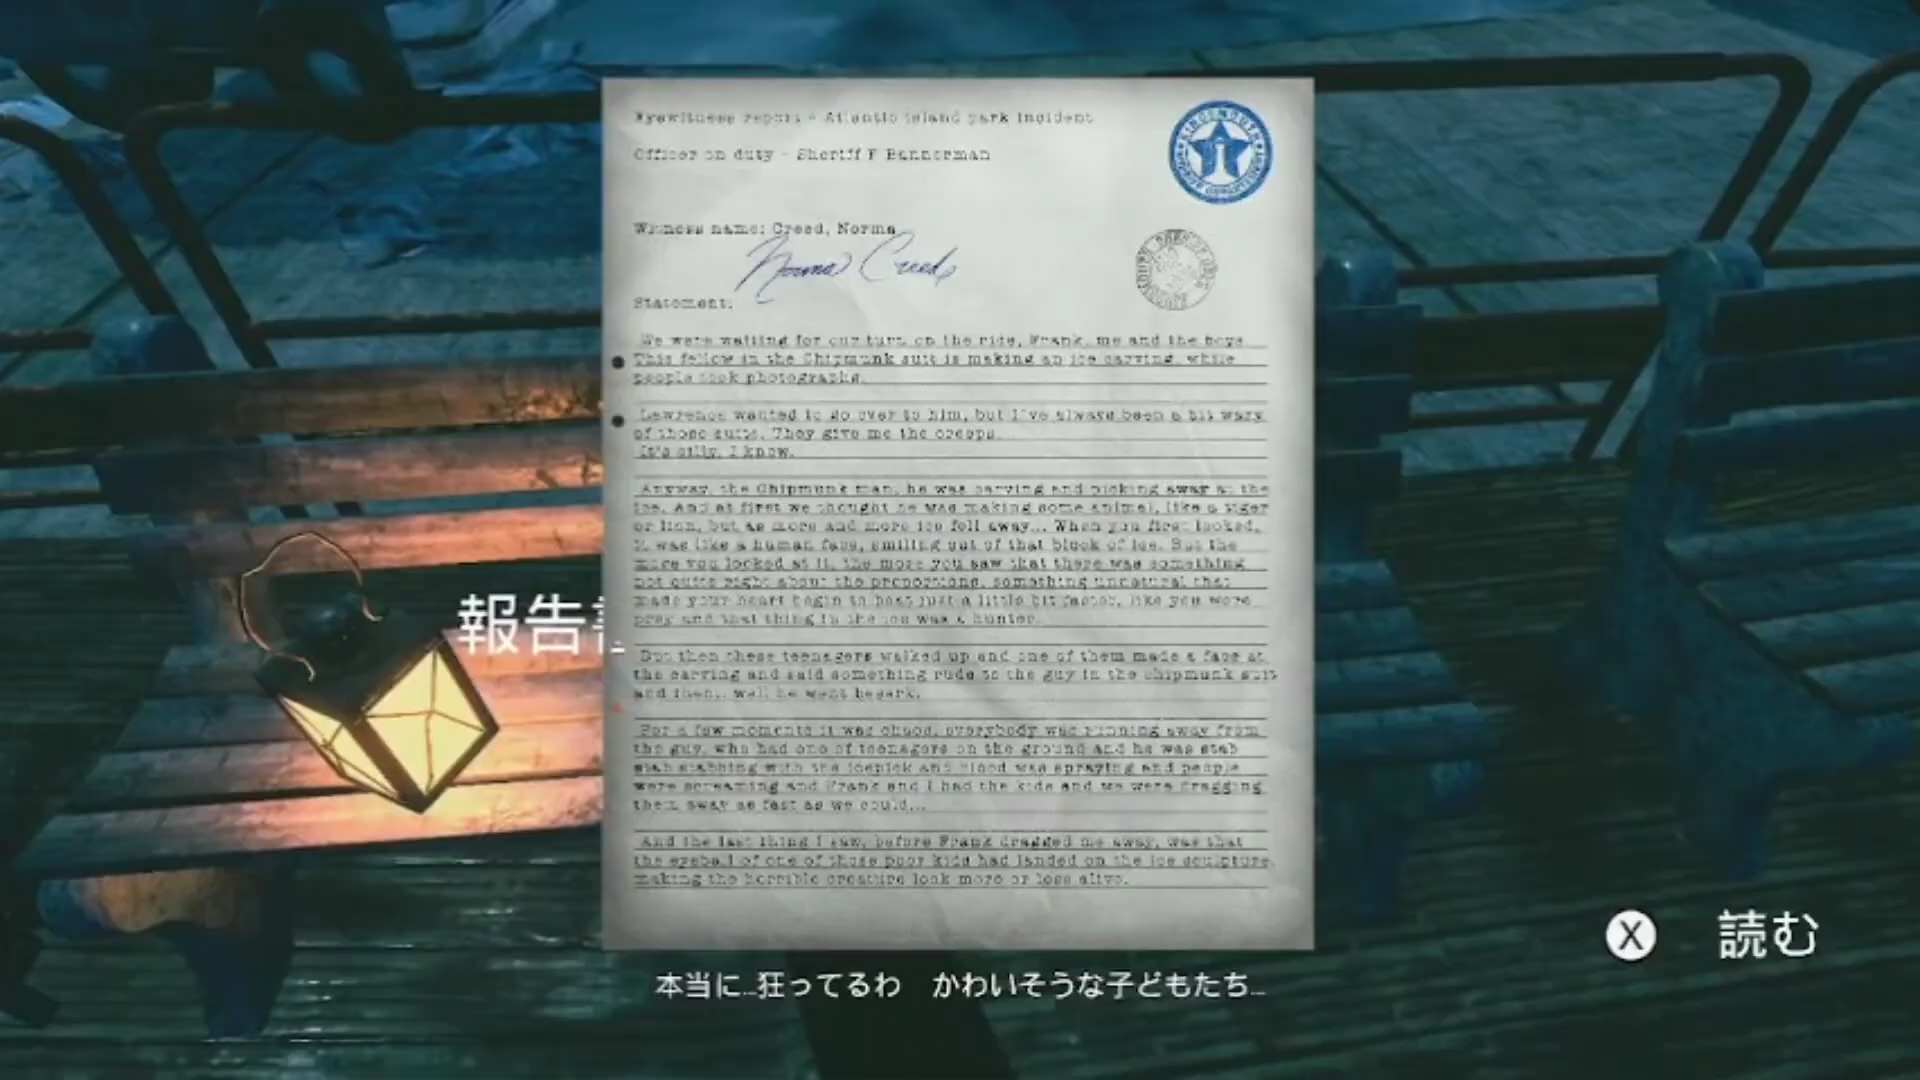 Eyewitness report - Atlantic island park incident
Officer on duty - Sheriff F Bannerman
Witness name: Creed, Norma
Norma Creed
Statement:
We were waiting for our turn on the ride, Frank, me and the boys.
This fellow in the Chipmunk suit is making an ice carving, while
people took photographs.
Lawrence wanted to go over to him, but I've always been a bit wary
of those suits. They give me the creeps.
It's silly, I know.
Anyway, the Chipmunk man, he was carving and picking away at the
ice. And at first we thought he was making some animal, like a tiger
or lion, but as more and more ice fell away... When you first looked,
it was like a human face, smiling out of that block of ice. But the
more you looked at it, the more you saw that there was something
not quite right about the proportions, something unnatural that
made your heart begin to beat just a little bit faster, like you were
prey and that thing in the ice was a hunter.
But then these teenagers walked up and one of them made a face at
the carving and said something rude to the guy in the chipmunk suit
and then.. well he went beserk.
For a few moments it was chaos, everybody was running away from
the guy, who had one of teenagers on the ground and he was stab
stab stabbing with the icepick and blood was spraying and people
were screaming and Frank and I had the kids and we were dragging
them away as fast as we could...
And the last thing I saw, before Frank dragged me away, was that
the eyeball of one of those poor kids had landed on the ice sculpture,
making the horrible creature look more or less alive.
報告
X 読む
本当に…狂ってるわ かわいそうな子どもたち…